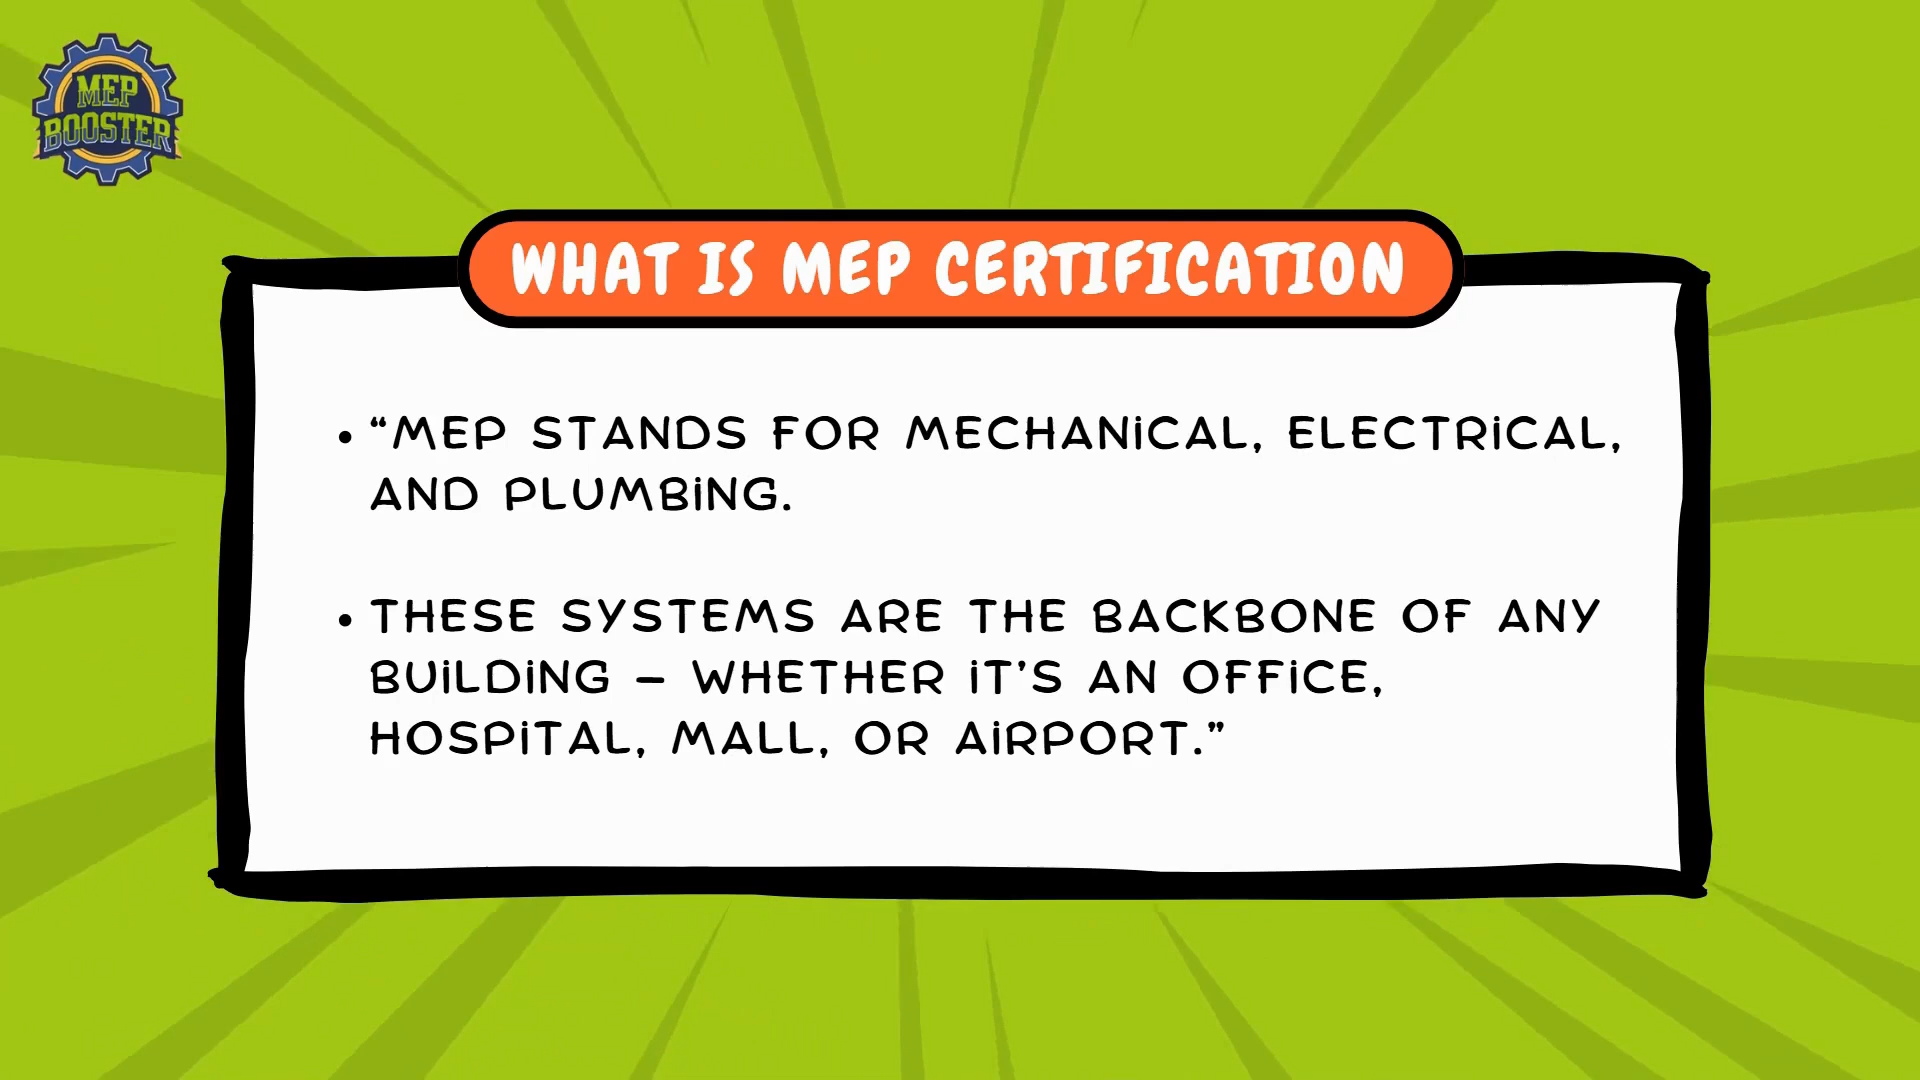 MEP
BOOSTER
WHAT IS MEP CERTIFICATION
• “MEP STANDS FOR MECHANICAL, ELECTRICAL,
AND PLUMBING.
• THESE SYSTEMS ARE THE BACKBONE OF ANY
BUILDING – WHETHER IT’S AN OFFICE,
HOSPITAL, MALL, OR AIRPORT.”